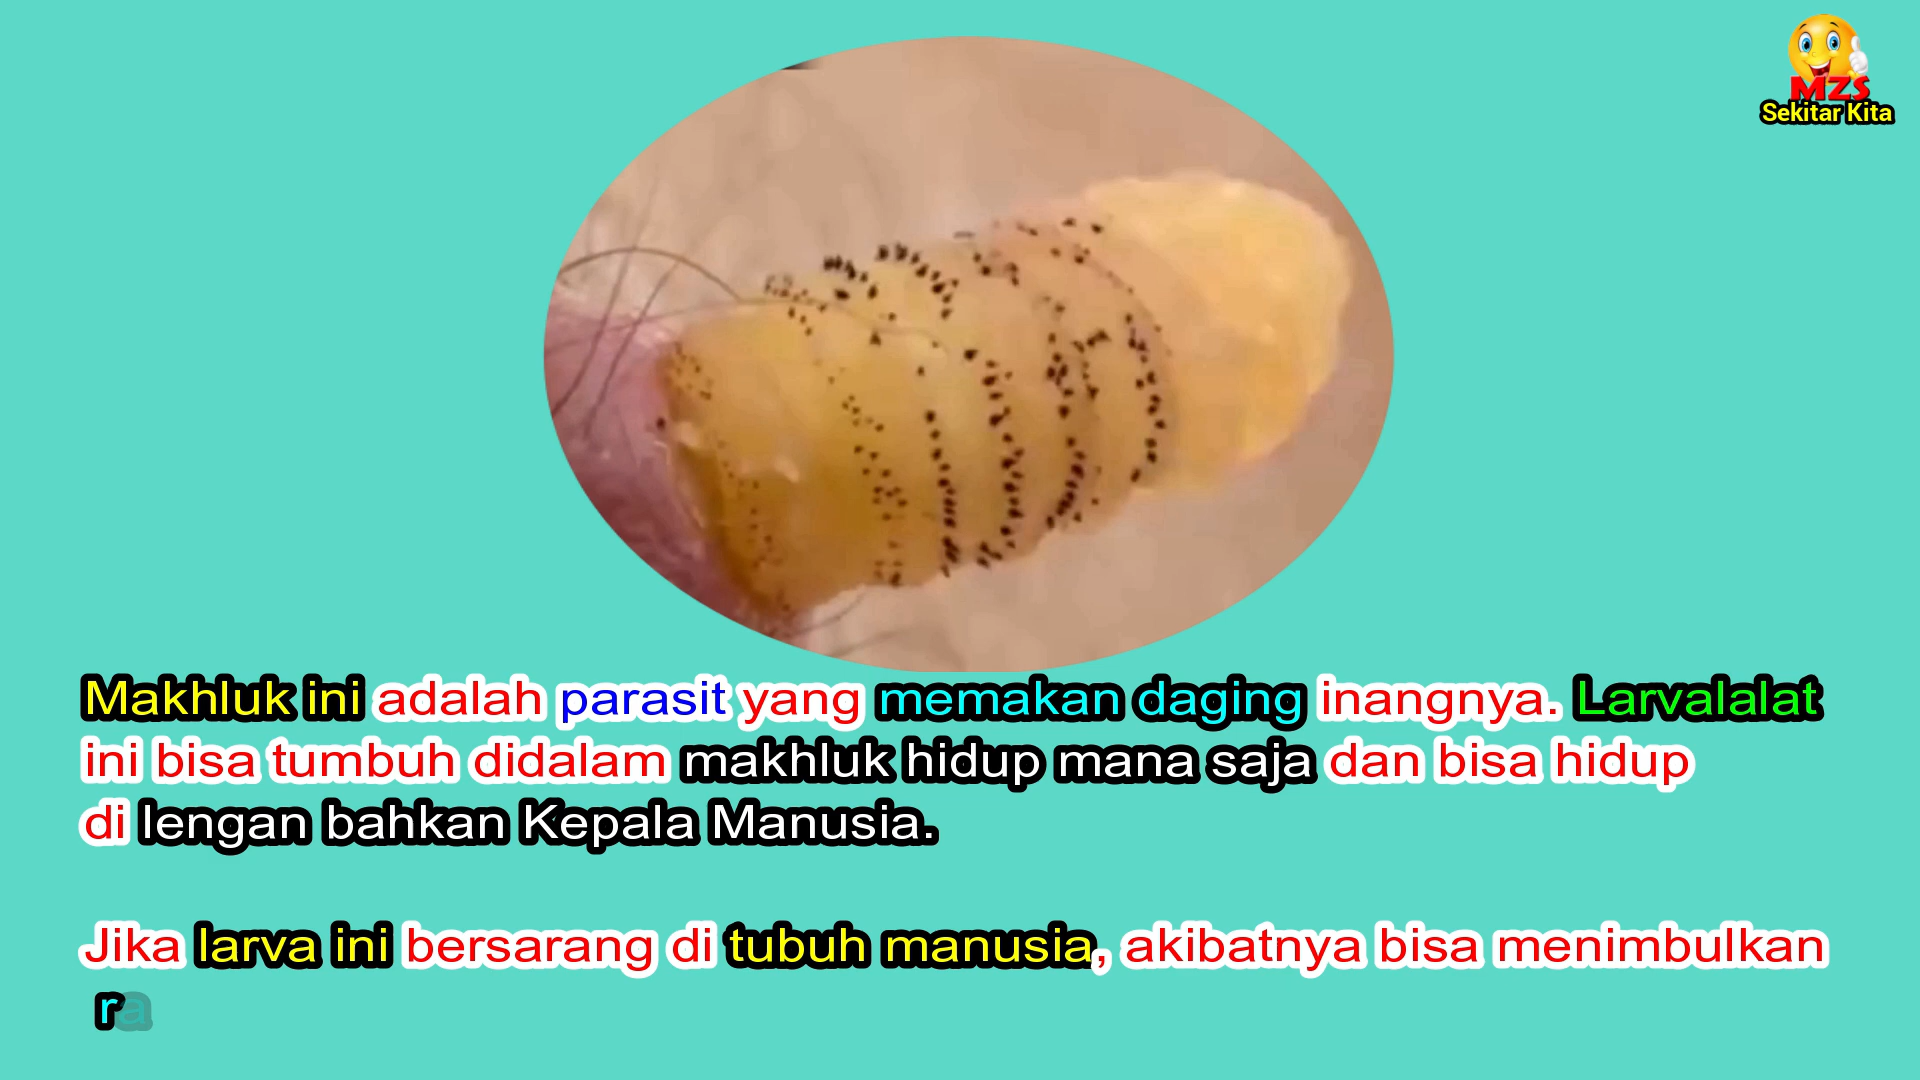 MZS
Sekitar Kita
Makhluk ini adalah parasit yang memakan daging inangnya. Larvalalat
ini bisa tumbuh didalam makhluk hidup mana saja dan bisa hidup
di lengan bahkan Kepala Manusia.
Jika larva ini bersarang di tubuh manusia, akibatnya bisa menimbulkan
ra